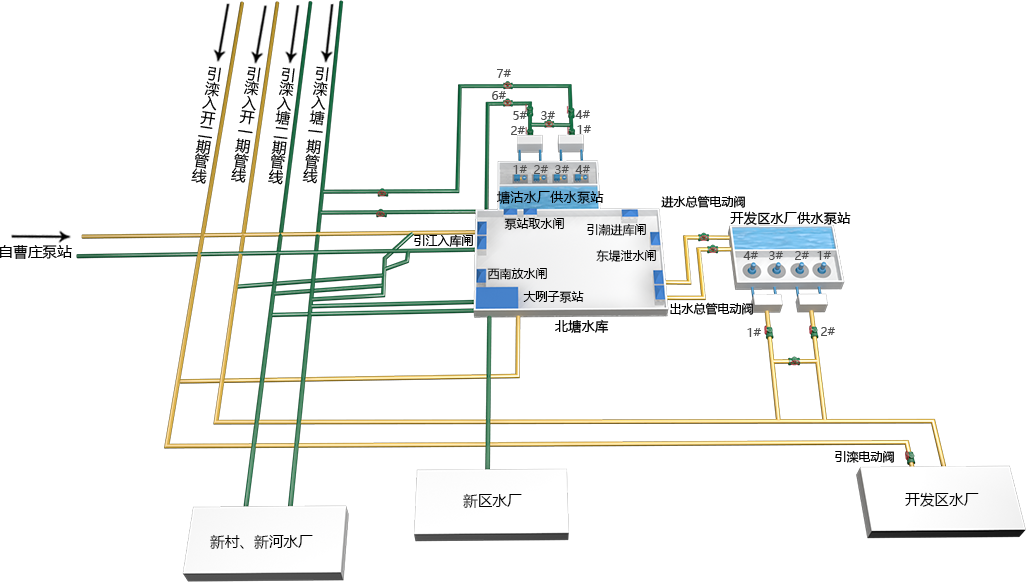 引滦入开二期管线
引滦入开一期管线
引滦入塘二期管线
引滦入塘一期管线
7#
6#
5#
3#
4#
2#
1#
1#
2#
3#
4#
塘沽水厂供水泵站
泵站取水闸
引潮进库闸
进水总管电动阀
开发区水厂供水泵站
自曹庄泵站
引江入库闸
东堤泄水闸
4#
3#
2#
1#
西南放水闸
大咧子泵站
出水总管电动阀
北塘水库
1#
2#
引滦电动阀
新区水厂
开发区水厂
新村、新河水厂